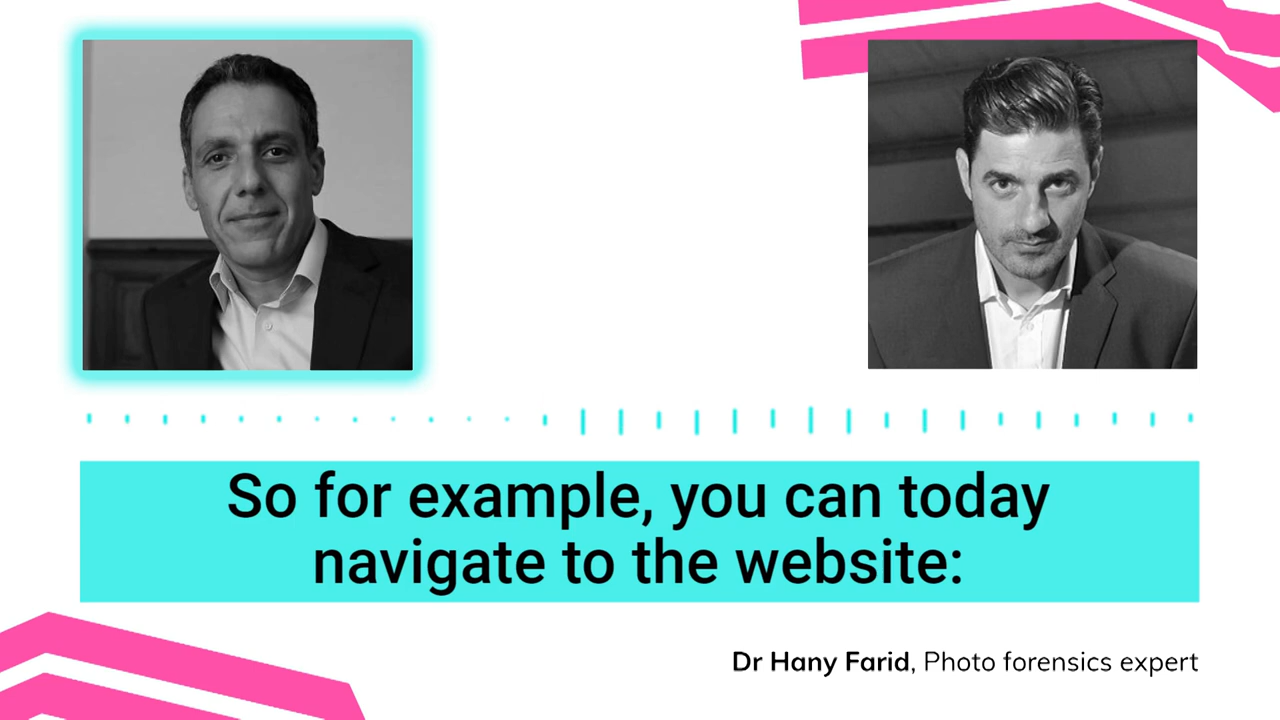 So for example, you can today
navigate to the website:
Dr Hany Farid, Photo forensics expert